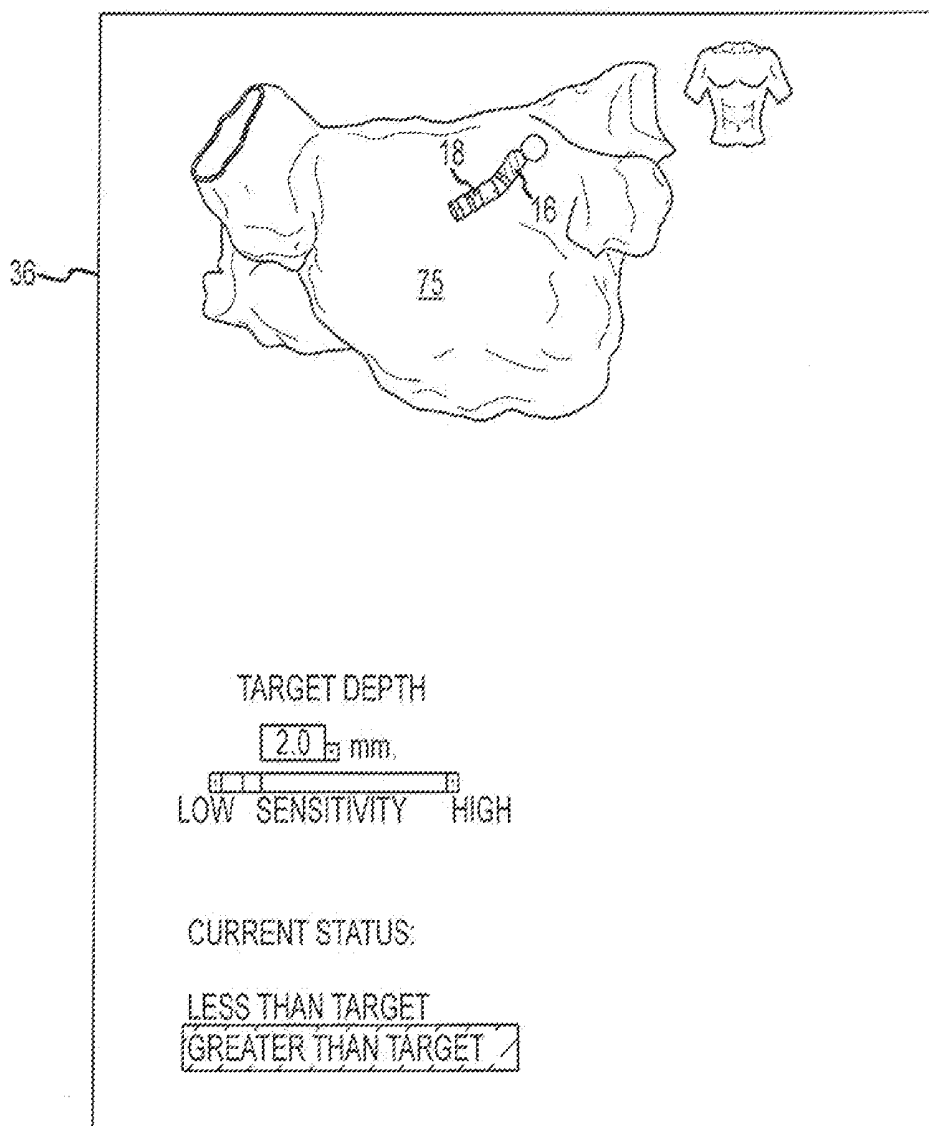 18
18
36
75
TARGET DEPTH
2.0 mm.
LOW SENSITIVITY HIGH
CURRENT STATUS:
LESS THAN TARGET
GREATER THAN TARGET